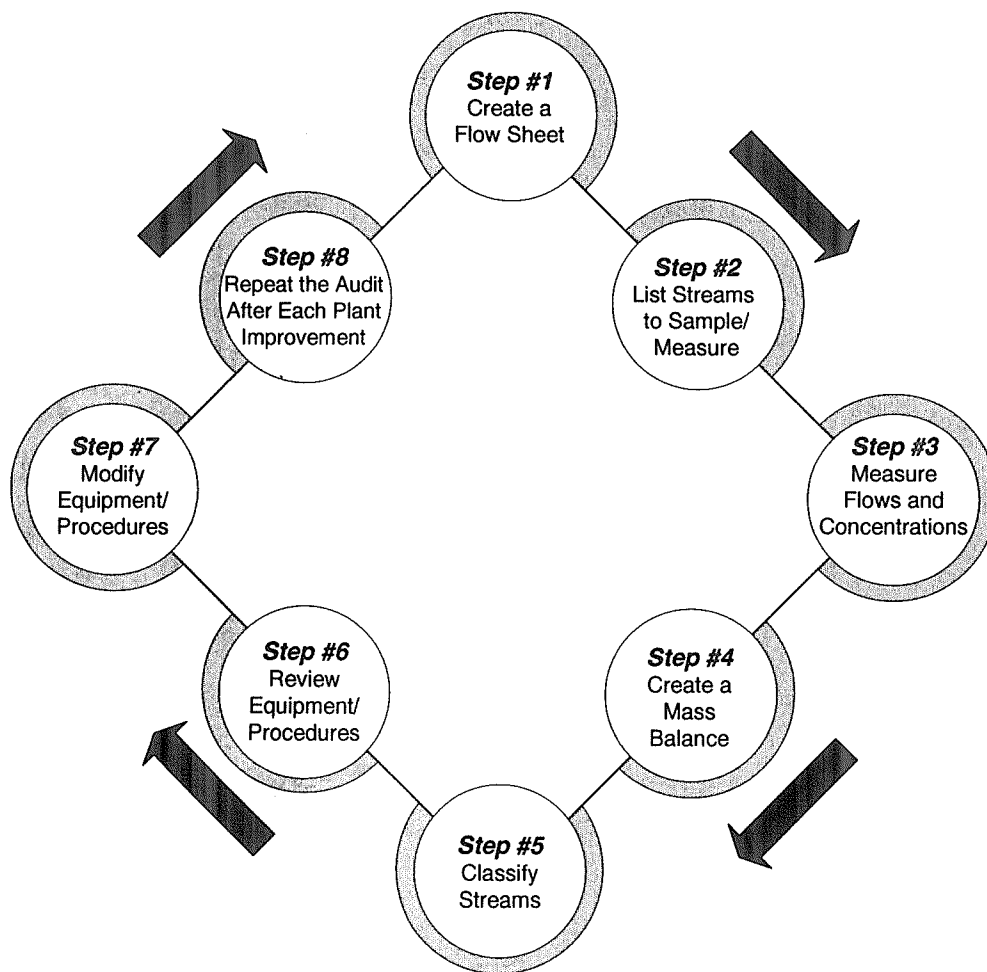 Step #1
Create a
Flow Sheet
Step #2
List Streams
to Sample/
Measure
Step #3
Measure
Flows and
Concentrations
Step #4
Create a
Mass
Balance
Step #5
Classify
Streams
Step #6
Review
Equipment/
Procedures
Step #7
Modify
Equipment/
Procedures
Step #8
Repeat the Audit
After Each Plant
Improvement